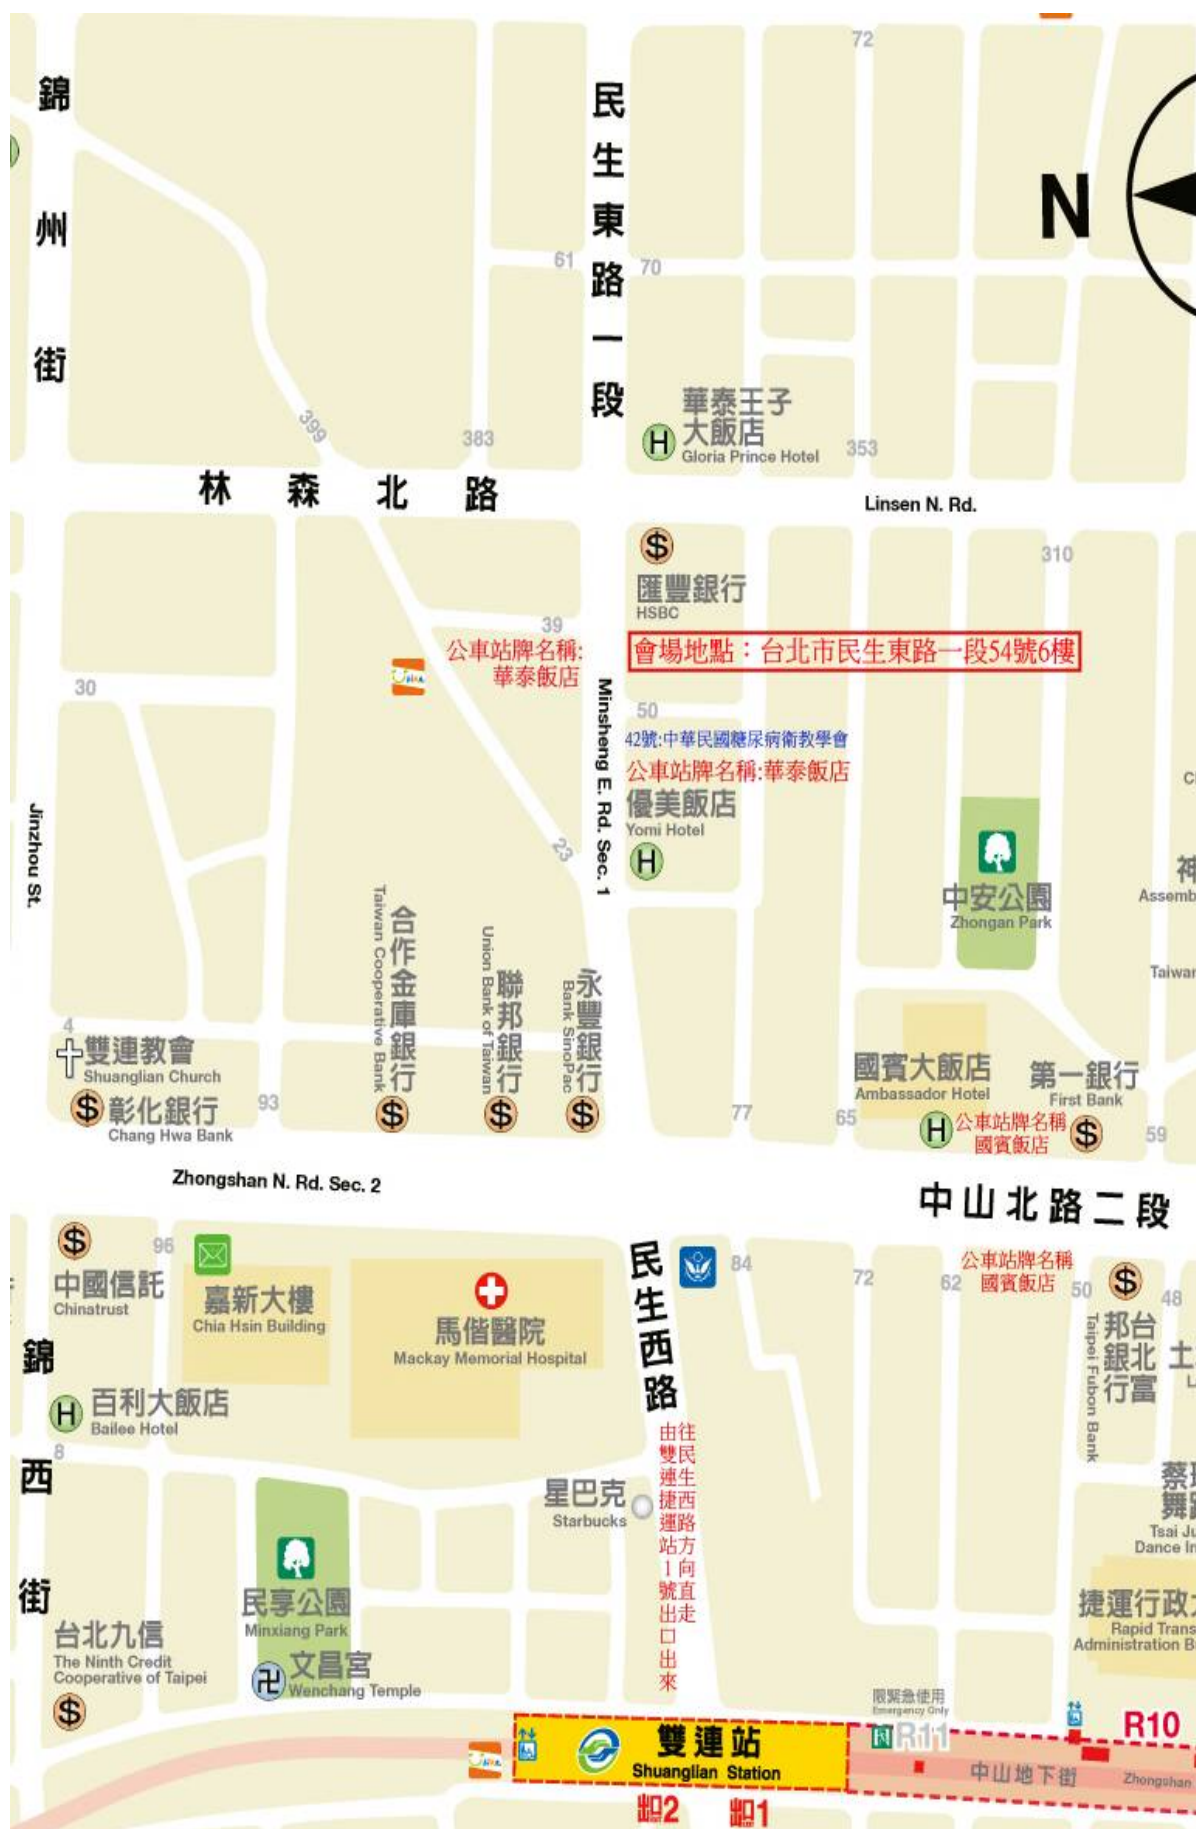 72
錦州街
民生東路一段
N
61
70
399
383
華泰王子
大飯店
Gloria Prince Hotel
353
林森北路
Linsen N. Rd.
310
匯豐銀行
HSBC
39
公車站牌名稱:
華泰飯店
會場地點：台北市民生東路一段54號6樓
30
Minsheng E. Rd. Sec. 1
50
42號:中華民國糖尿病衛教學會
公車站牌名稱:華泰飯店
優美飯店
Yomi Hotel
Jinzhou St.
23
中安公園
Zhongan Park
神
Assemb
Taiwan
合作金庫銀行
Taiwan Cooperative Bank
聯邦銀行
Union Bank of Taiwan
永豐銀行
Bank SinoPac
4
雙連教會
Shuanglian Church
彰化銀行
Chang Hwa Bank
93
國賓大飯店
Ambassador Hotel
第一銀行
First Bank
77
65
公車站牌名稱
國賓飯店
59
Zhongshan N. Rd. Sec. 2
中山北路二段
96
中國信託
Chinatrust
嘉新大樓
Chia Hsin Building
馬偕醫院
Mackay Memorial Hospital
民生西路
84
72
62
公車站牌名稱
國賓飯店
50
48
台北富
邦銀行
Taipei Fubon Bank
土
錦西街
百利大飯店
Bailee Hotel
8
往民生西路方向直走
由雙連捷運站1號出口出來
星巴克
Starbucks
舞
Tsai Ju
Dance In
民享公園
Minxiang Park
台北九信
The Ninth Credit
Cooperative of Taipei
文昌宮
Wenchang Temple
捷運行政大
Rapid Trans
Administration B
限緊急使用
Emergency Only
R11
R10
雙連站
Shuanglian Station
中山地下街
Zhongshan
出口2
出口1